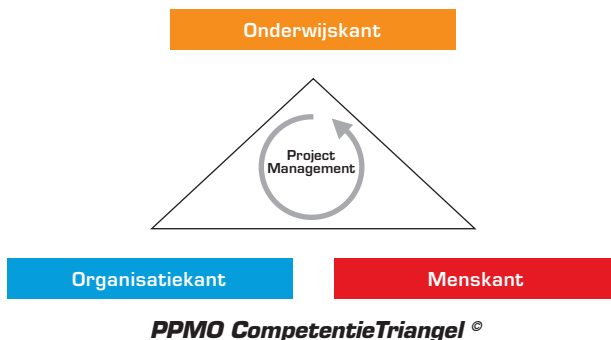 Onderwijskant
Project
Management
Organisatiekant
Menskant
PPMO CompetentieTriangel ©